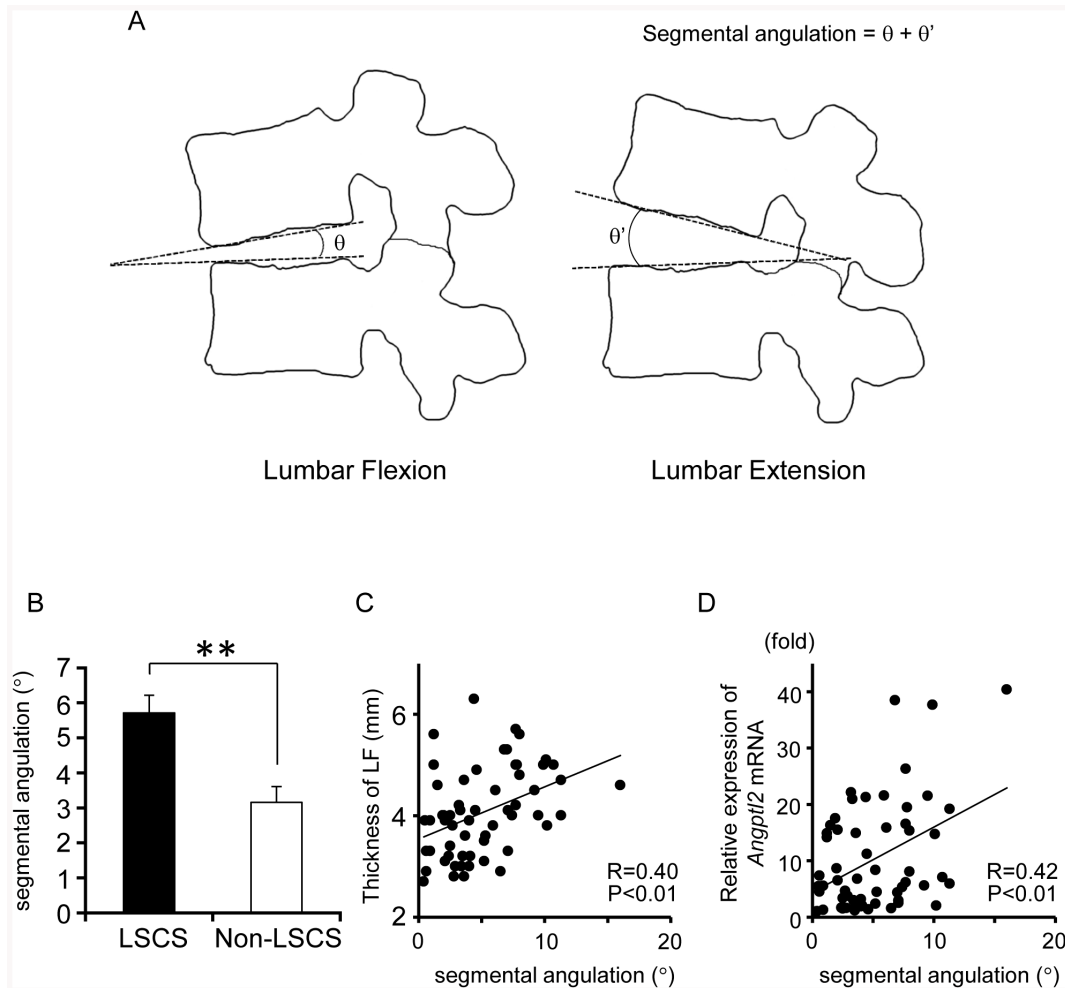 A
Segmental angulation = θ + θ’
θ
θ’
Lumbar Flexion
Lumbar Extension
B
segmental angulation (°)
7
6
5
4
3
2
1
0
**
LSCS
Non-LSCS
C
Thickness of LF (mm)
6
4
2
0
10
20
R=0.40
P<0.01
segmental angulation (°)
D
(fold)
Relative expression of
Angptl2 mRNA
40
30
20
10
0
0
5
10
15
20
R=0.42
P<0.01
segmental angulation (°)